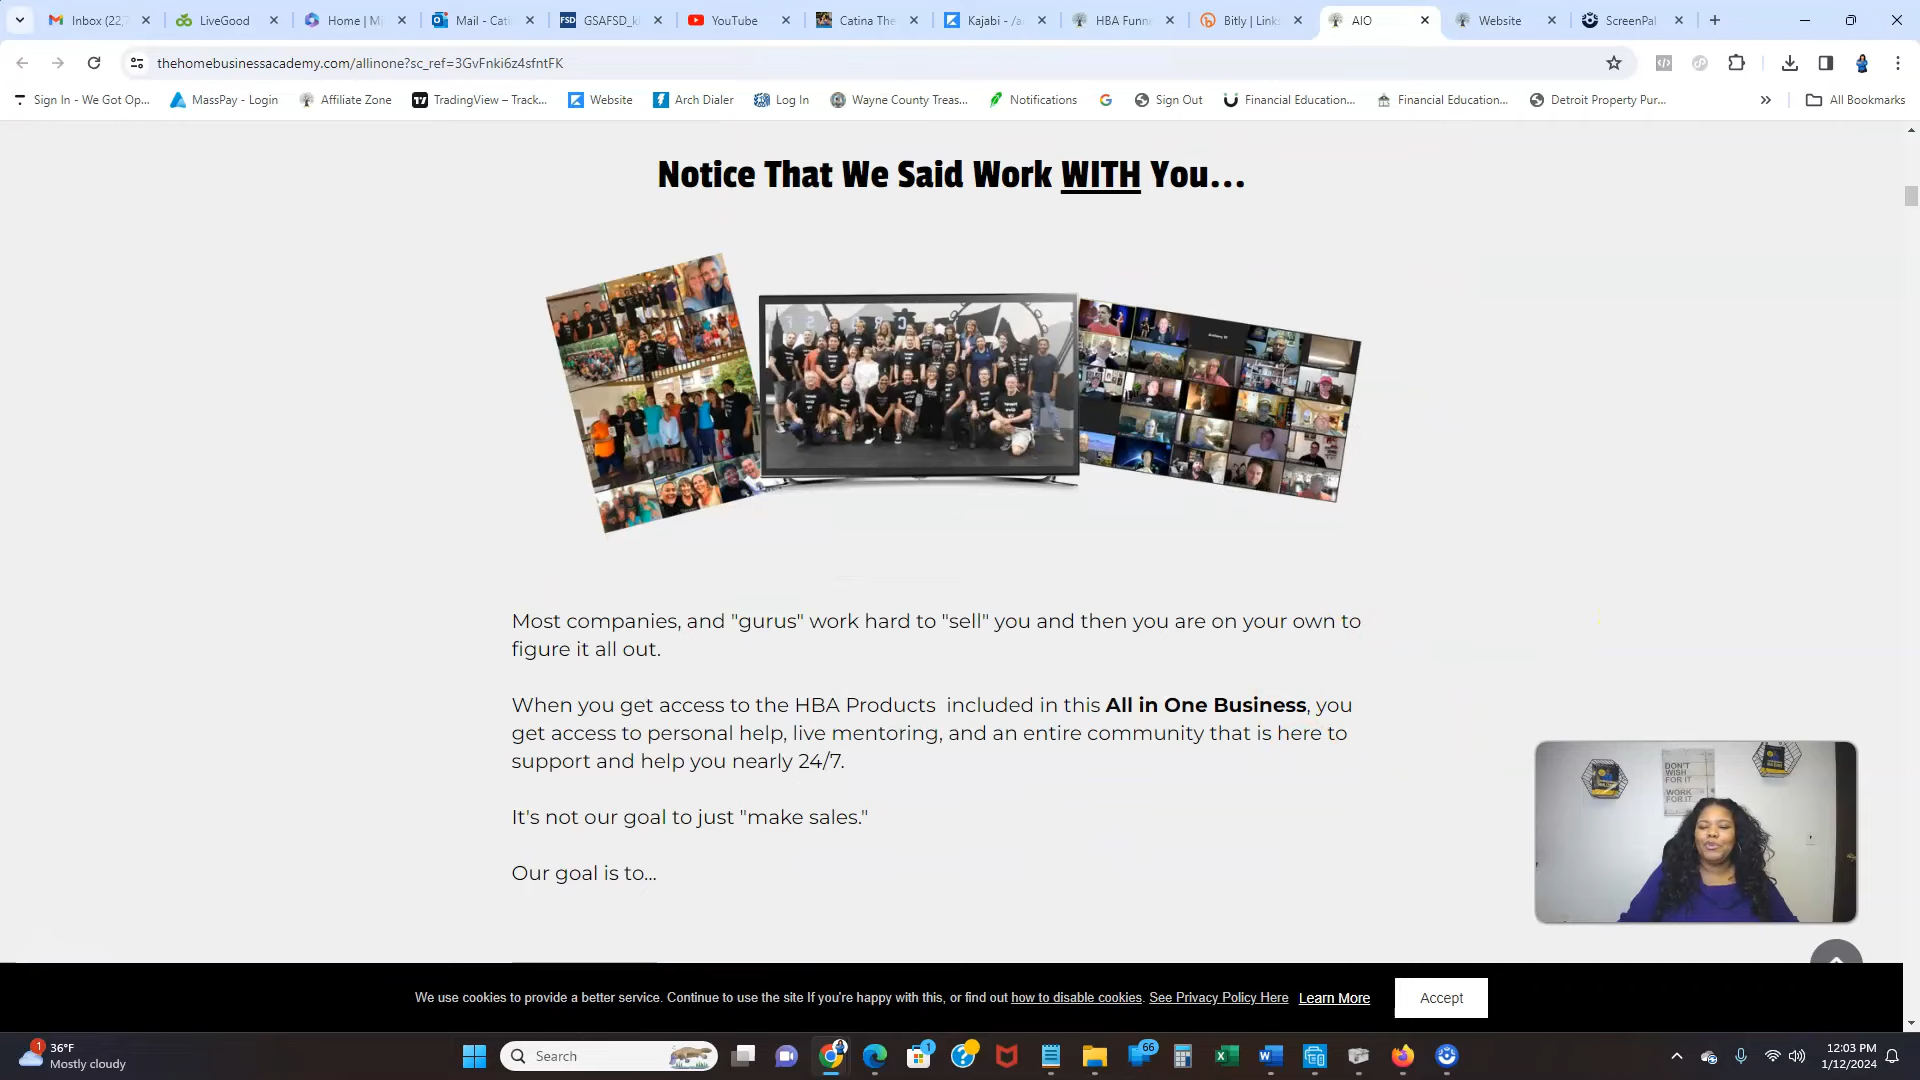 Inbox (22,
LiveGood
Home | M
Mail - Cati
GSAFSD_k
YouTube
Catina The
Kajabi - /a
HBA Funne
Bitly | Link
AIO
Website
ScreenPal
thehomebusinessacademy.com/allinone?sc_ref=3GvFnki6z4sfntFK
Sign In - We Got Op...
MassPay - Login
Affiliate Zone
TradingView – Track...
Website
Arch Dialer
Log In
Wayne County Treas...
Notifications
Sign Out
Financial Education...
Financial Education...
Detroit Property Pur...
All Bookmarks
Notice That We Said Work WITH You...
Most companies, and "gurus" work hard to "sell" you and then you are on your own to
figure it all out.
When you get access to the HBA Products included in this All in One Business, you
get access to personal help, live mentoring, and an entire community that is here to
support and help you nearly 24/7.
It's not our goal to just "make sales."
Our goal is to...
DON'T
WISH
FOR IT
WORK
FOR IT
We use cookies to provide a better service. Continue to use the site If you're happy with this, or find out how to disable cookies. See Privacy Policy Here Learn More
Accept
1
36°F
Mostly cloudy
Search
1
66
12:03 PM
1/12/2024